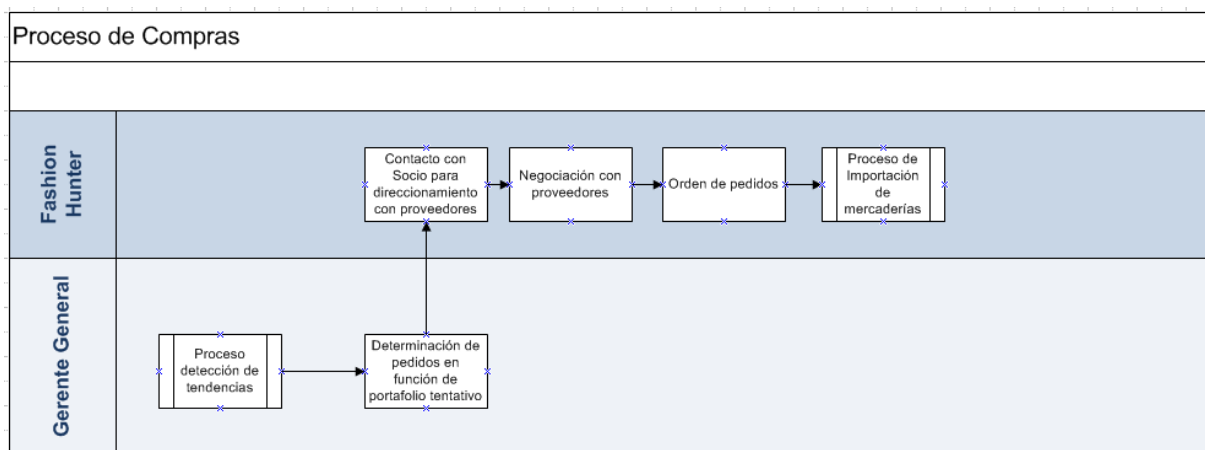 Proceso de Compras
Fashion
Hunter
Contacto con
Socio para
direccionamiento
con proveedores
Negociación con
proveedores
Orden de pedidos
Proceso de
Importación
de
mercaderías
Gerente General
Proceso
detección de
tendencias
Determinación de
pedidos en
función de
portafolio tentativo